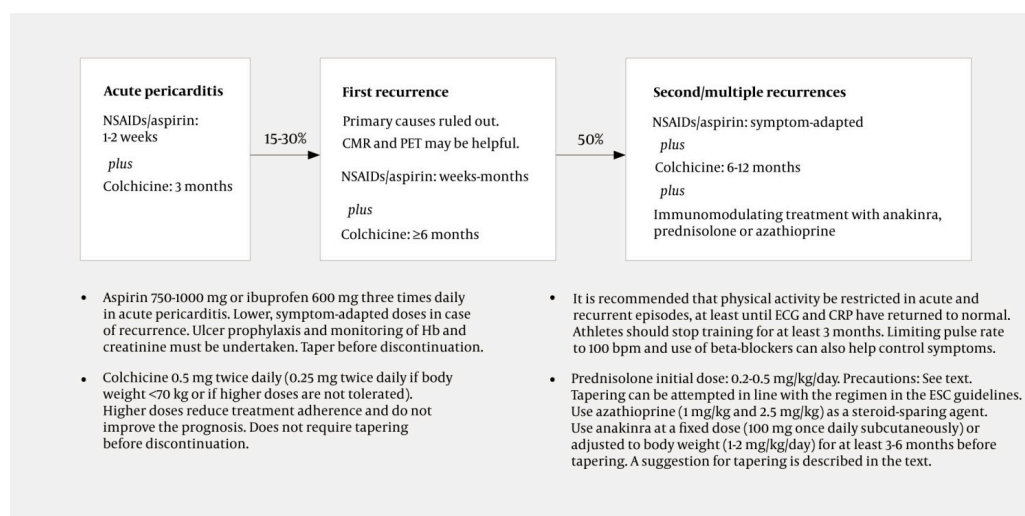 Acute pericarditis
NSAIDs/aspirin:
1-2 weeks
plus
Colchicine: 3 months
15-30%
First recurrence
Primary causes ruled out.
CMR and PET may be helpful.
NSAIDs/aspirin: weeks-months
plus
Colchicine: ≥6 months
50%
Second/multiple recurrences
NSAIDs/aspirin: symptom-adapted
plus
Colchicine: 6-12 months
plus
Immunomodulating treatment with anakinra,
prednisolone or azathioprine
• Aspirin 750-1000 mg or ibuprofen 600 mg three times daily
in acute pericarditis. Lower, symptom-adapted doses in case
of recurrence. Ulcer prophylaxis and monitoring of Hb and
creatinine must be undertaken. Taper before discontinuation.
• Colchicine 0.5 mg twice daily (0.25 mg twice daily if body
weight <70 kg or if higher doses are not tolerated).
Higher doses reduce treatment adherence and do not
improve the prognosis. Does not require tapering
before discontinuation.
• It is recommended that physical activity be restricted in acute and
recurrent episodes, at least until ECG and CRP have returned to normal.
Athletes should stop training for at least 3 months. Limiting pulse rate
to 100 bpm and use of beta-blockers can also help control symptoms.
• Prednisolone initial dose: 0.2-0.5 mg/kg/day. Precautions: See text.
Tapering can be attempted in line with the regimen in the ESC guidelines.
Use azathioprine (1 mg/kg and 2.5 mg/kg) as a steroid-sparing agent.
Use anakinra at a fixed dose (100 mg once daily subcutaneously) or
adjusted to body weight (1-2 mg/kg/day) for at least 3-6 months before
tapering. A suggestion for tapering is described in the text.